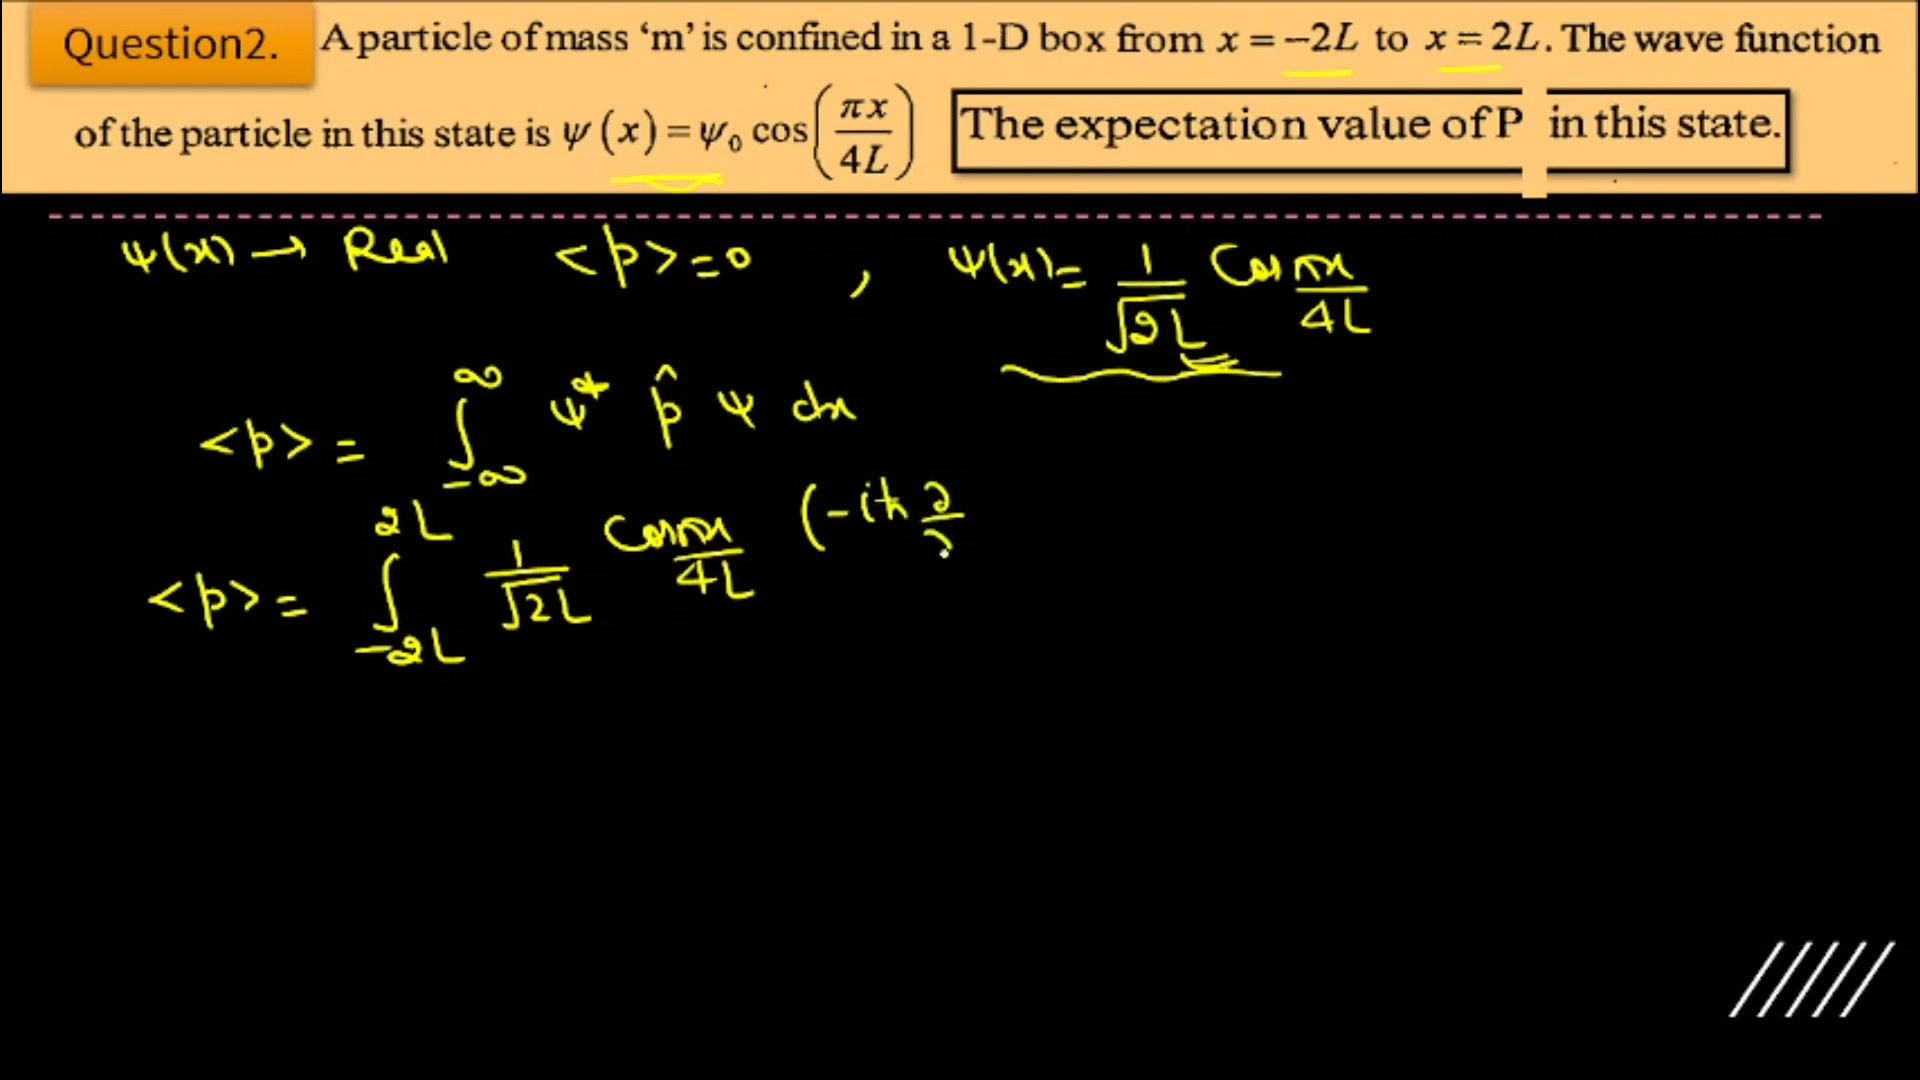 Question2. A particle of mass ‘m’ is confined in a 1-D box from x = −2L to x = 2L. The wave function
of the particle in this state is ψ(x) = ψ₀ cos(πx/4L) The expectation value of P in this state.
ψ(x) → Real <p> = 0 , ψ(x) = 1/√2L Cos πx/4L
<p> = ∫_{-∞}^{∞} ψ* p̂ ψ dx
<p> = ∫_{-2L}^{2L} 1/√2L Cos πx/4L (-iħ ∂/∂